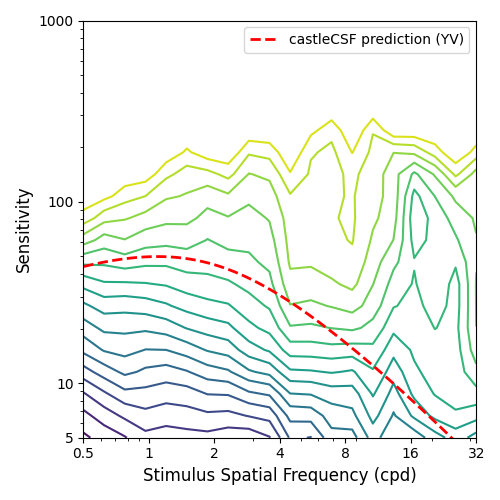 1000
castleCSF prediction (YV)
100
Sensitivity
10
5
0.5 1 2 4 8 16 32
Stimulus Spatial Frequency (cpd)